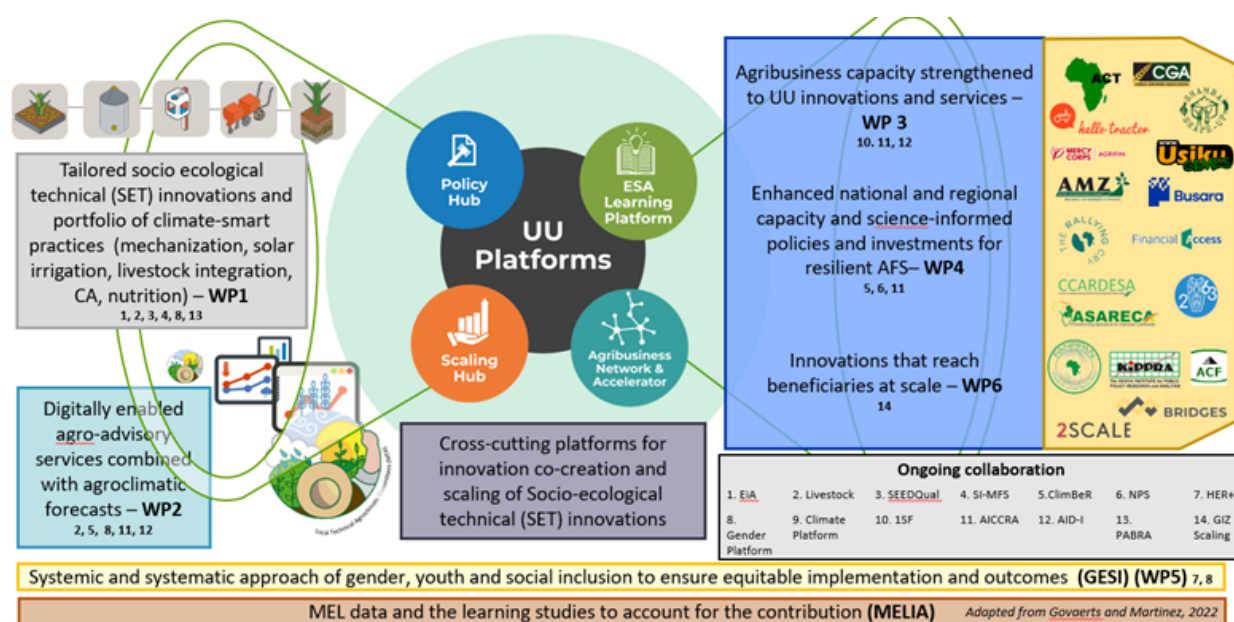 Tailored socio ecological
technical (SET) innovations and
portfolio of climate-smart
practices (mechanization, solar
irrigation, livestock integration,
CA, nutrition) – WP1
1, 2, 3, 4, 8, 13
Digitally enabled
agro-advisory
services combined
with agroclimatic
forecasts – WP2
2, 5, 8, 11, 12
Policy
Hub
ESA
Learning
Platform
UU
Platforms
Scaling
Hub
Agribusiness
Network &
Accelerator
Cross-cutting platforms for
innovation co-creation and
scaling of Socio-ecological
technical (SET) innovations
Agribusiness capacity strengthened
to UU innovations and services –
WP 3
10. 11, 12
Enhanced national and regional
capacity and science-informed
policies and investments for
resilient AFS– WP4
5, 6, 11
Innovations that reach
beneficiaries at scale – WP6
14
ACT
CGA
SHAMBA
SHAPE-UP
hello tractor
MERCY
CORPS AGRIFIN
Usiku
AMZ
Busara
THE RALLYING
CRY
Financial Access
CCARDESA
2063
ASARECA
KIPPRA
ACF
BRIDGES
2SCALE
Ongoing collaboration
1. EiA 2. Livestock 3. SEEDQual 4. SI-MFS 5.ClimBeR 6. NPS 7. HER+
8. Gender Platform 9. Climate Platform 10. 1SF 11. AICCRA 12. AID-I 13. PABRA 14. GIZ Scaling
Systemic and systematic approach of gender, youth and social inclusion to ensure equitable implementation and outcomes (GESI) (WP5) 7, 8
MEL data and the learning studies to account for the contribution (MELIA) Adapted from Govaerts and Martinez, 2022